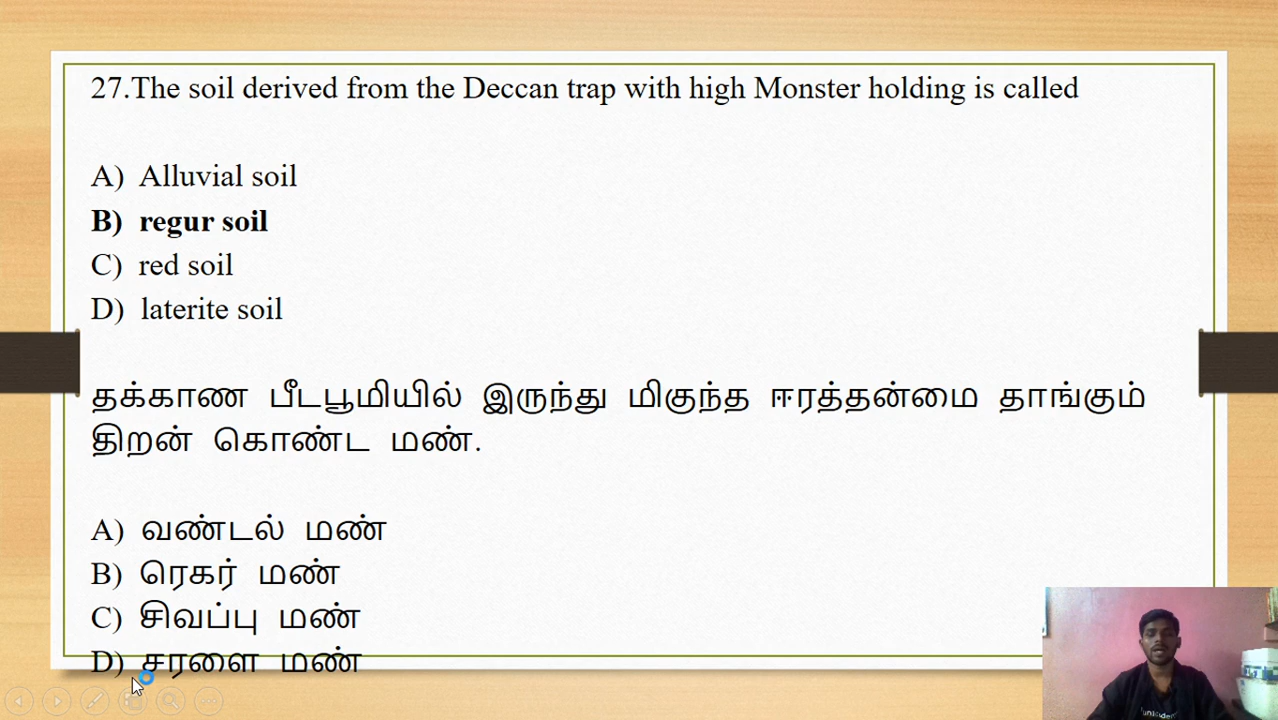 27.The soil derived from the Deccan trap with high Monster holding is called
A) Alluvial soil
B) regur soil
C) red soil
D) laterite soil
தக்காண பீடபூமியில் இருந்து மிகுந்த ஈரத்தன்மை தாங்கும்
திறன் கொண்ட மண்.
A) வண்டல் மண்
B) ரெகர் மண்
C) சிவப்பு மண்
D) சரளை மண்